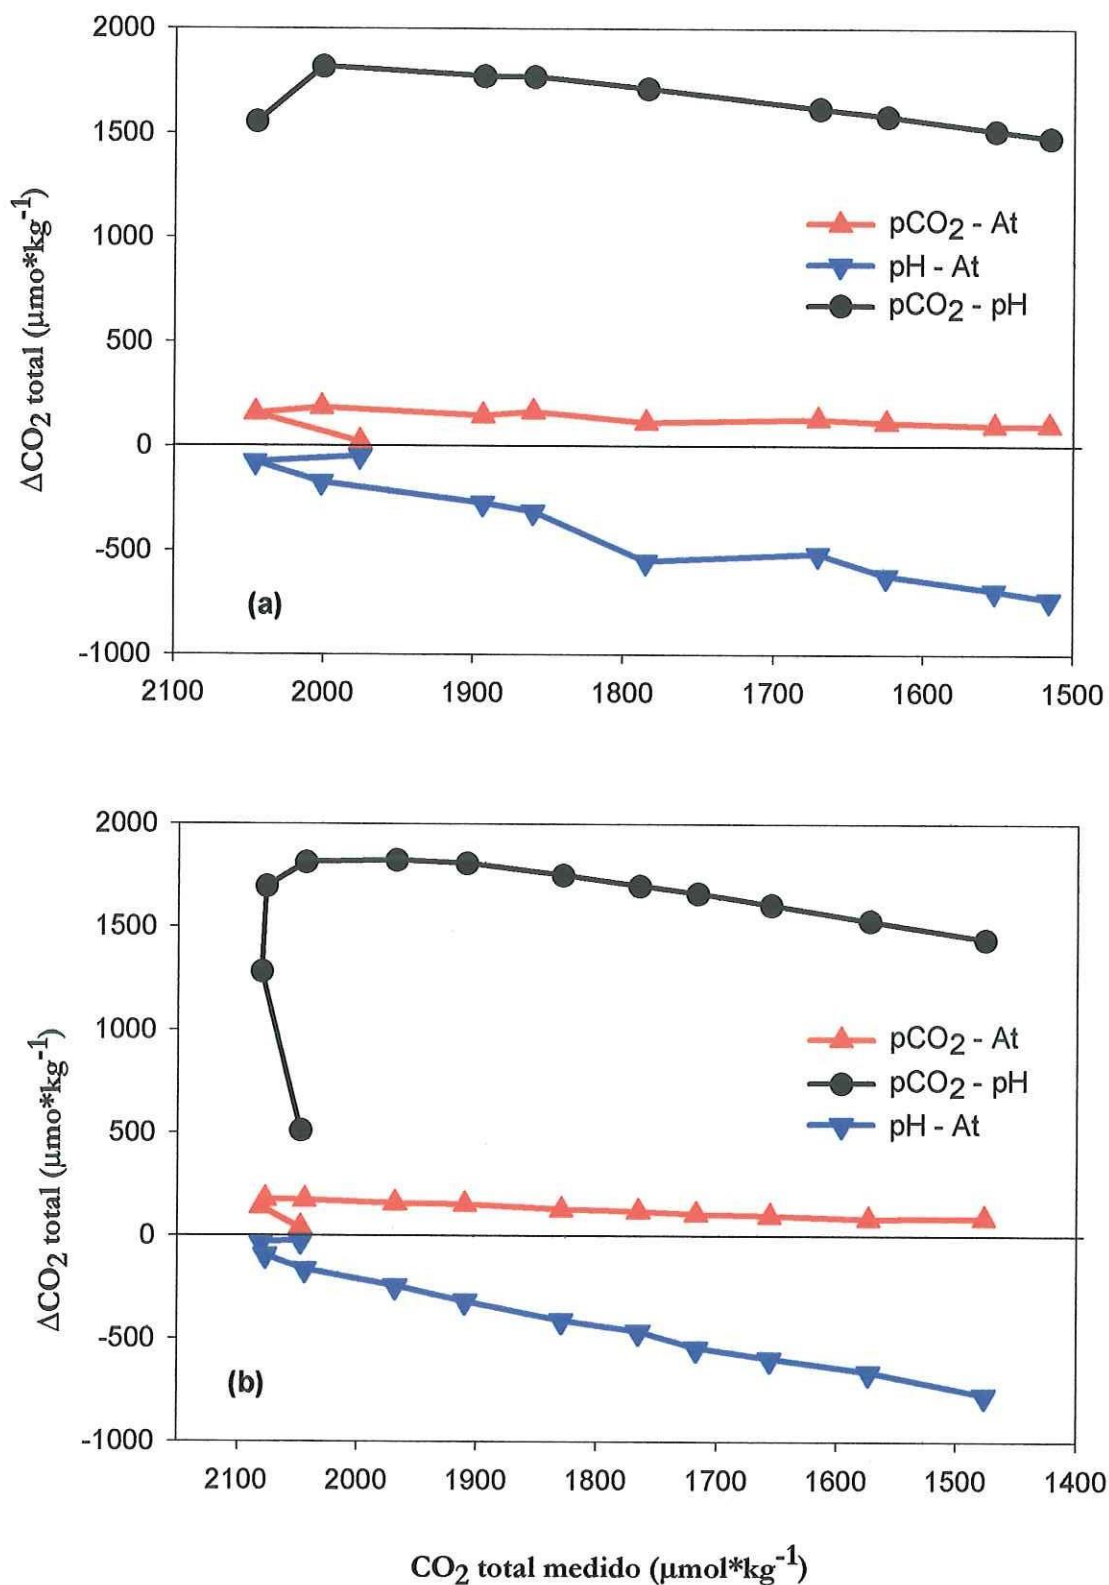 2000
1500
1000
500
0
-500
-1000
ΔCO2 total (µmo*kg-1)
pCO2 - At
pH - At
pCO2 - pH
(a)
2100 2000 1900 1800 1700 1600 1500
2000
1500
1000
500
0
-500
-1000
ΔCO2 total (µmo*kg-1)
pCO2 - At
pCO2 - pH
pH - At
(b)
2100 2000 1900 1800 1700 1600 1500 1400
CO2 total medido (µmol*kg-1)